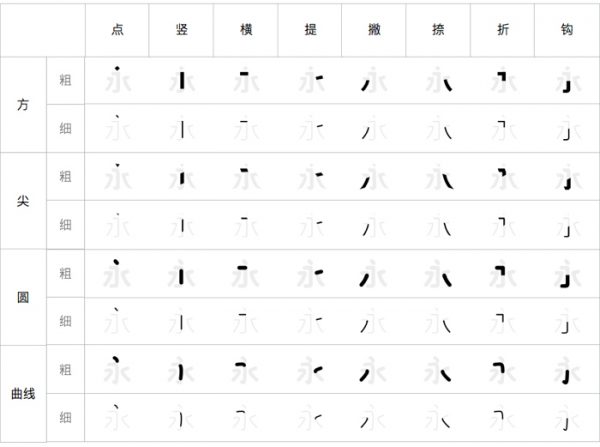 点 竖 横 提 撇 捺 折 钩
方 粗 永 永 永 永 永 永 永 永
细 永 永 永 永 永 永 永 永
尖 粗 永 永 永 永 永 永 永 永
细 永 永 永 永 永 永 永 永
圆 粗 永 永 永 永 永 永 永 永
细 永 永 永 永 永 永 永 永
曲线 粗 永 永 永 永 永 永 永 永
细 永 永 永 永 永 永 永 永